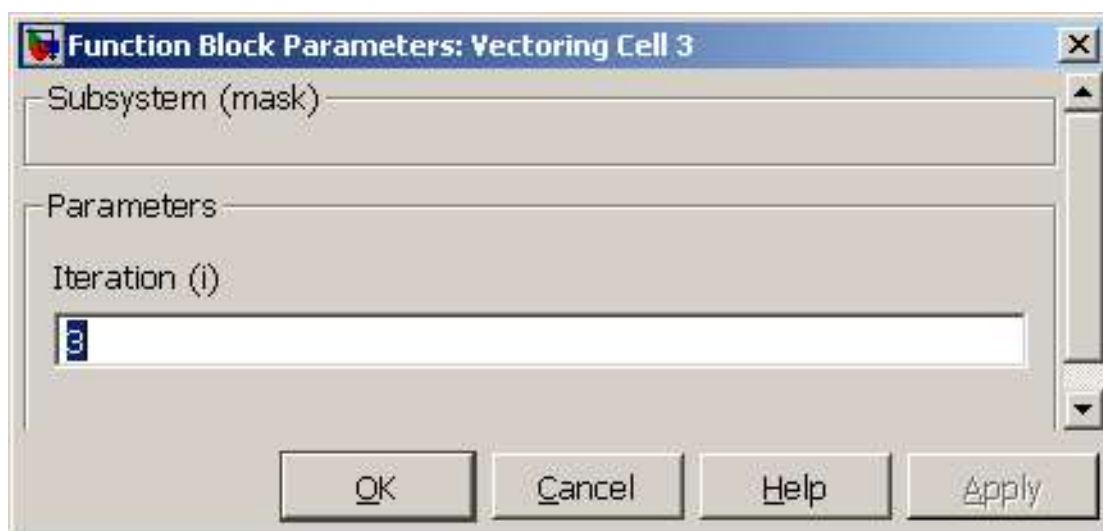 Function Block Parameters: Vectoring Cell 3
Subsystem (mask)
Parameters
Iteration (i)
3
OK Cancel Help Apply